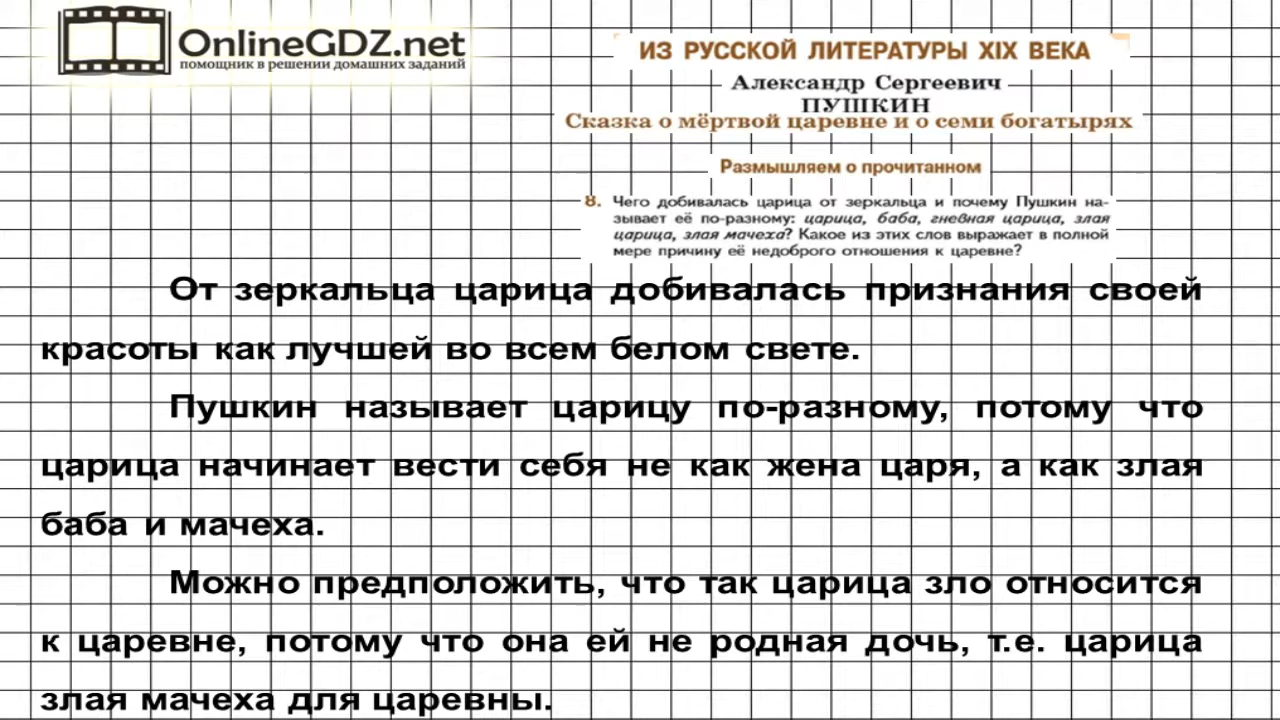 OnlineGDZ.net
помощник в решении домашних заданий
ИЗ РУССКОЙ ЛИТЕРАТУРЫ XIX ВЕКА
Александр Сергеевич
ПУШКИН
Сказка о мёртвой царевне и о семи богатырях
Размышляем о прочитанном
8. Чего добивалась царица от зеркальца и почему Пушкин на-
зывает её по-разному: царица, баба, гневная царица, злая
царица, злая мачеха? Какое из этих слов выражает в полной
мере причину её недоброго отношения к царевне?
От зеркальца царица добивалась признания своей
красоты как лучшей во всем белом свете.
Пушкин называет царицу по-разному, потому что
царица начинает вести себя не как жена царя, а как злая
баба и мачеха.
Можно предположить, что так царица зло относится
к царевне, потому что она ей не родная дочь, т.е. царица
злая мачеха для царевны.